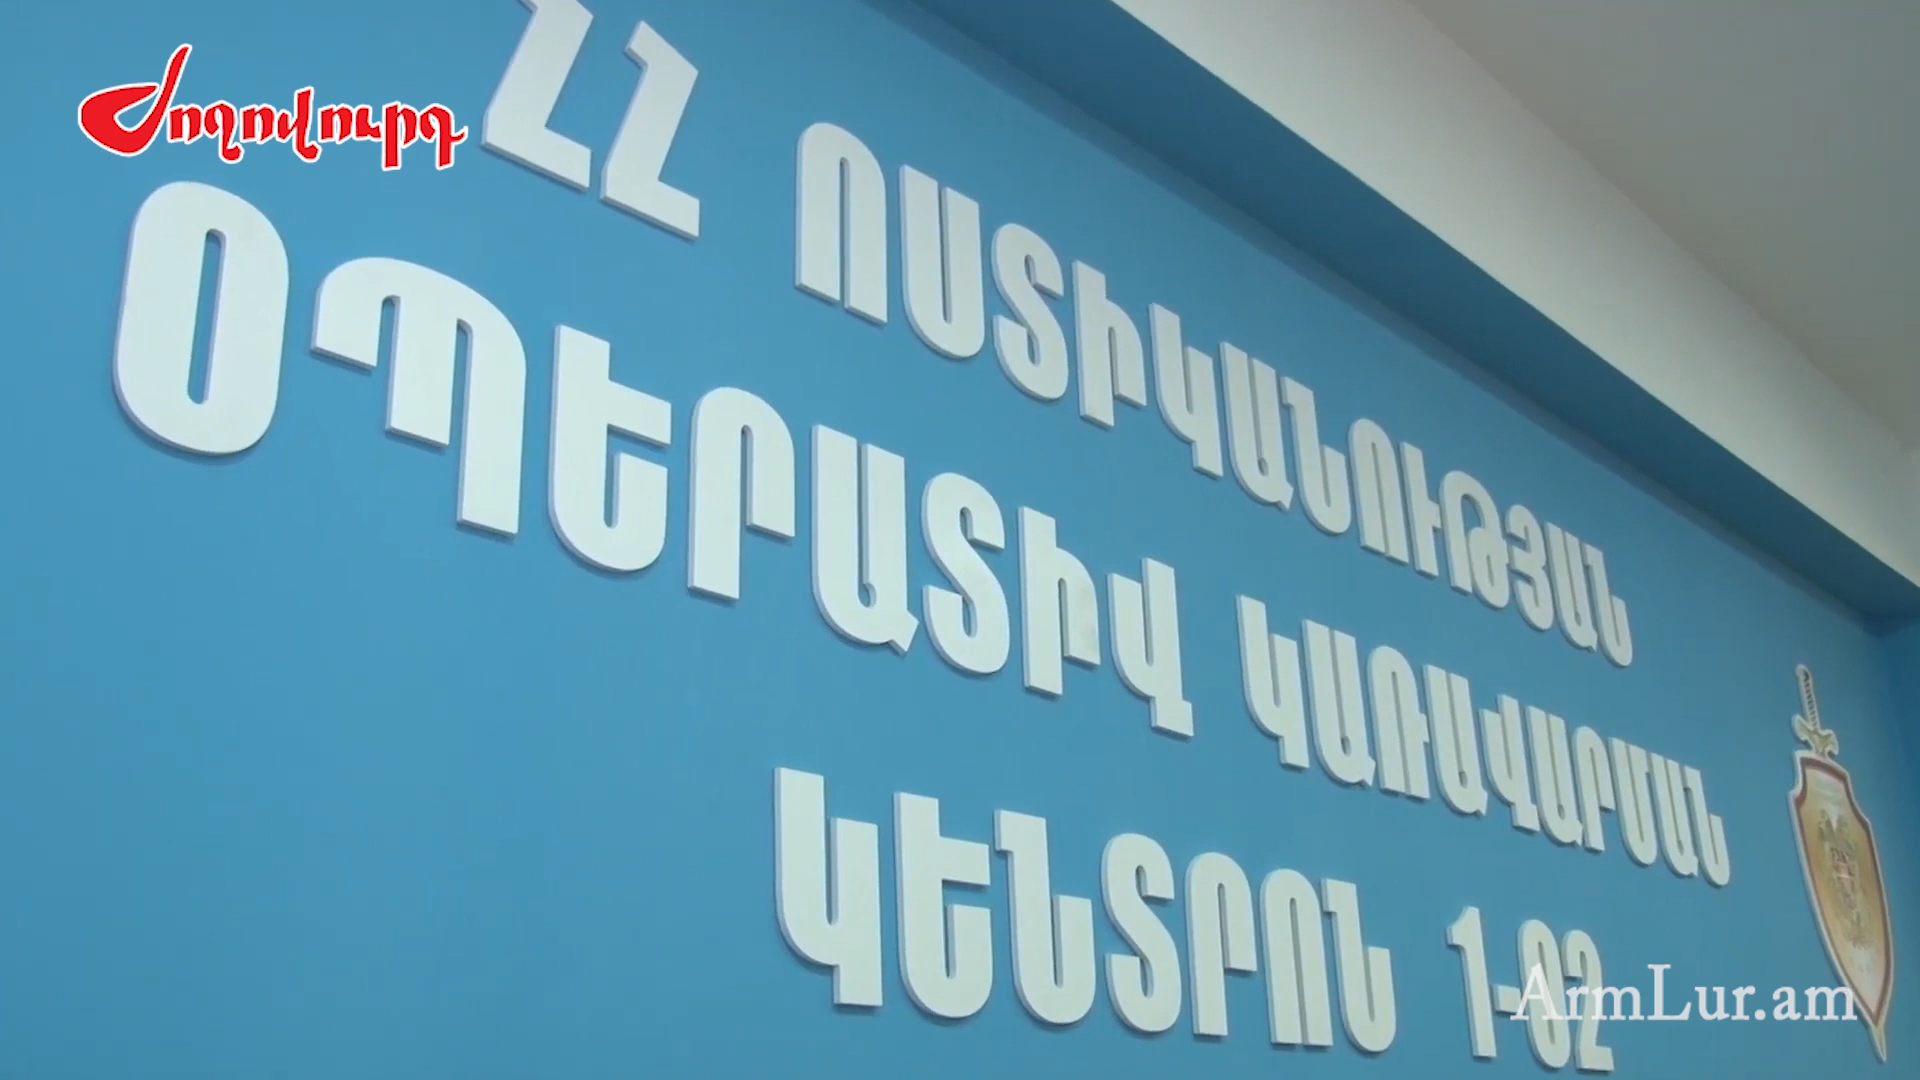 Ժողովուրդ
ՀՀ ՈՍՏԻԿԱՆՈՒԹՅԱՆ
ՕՊԵՐԱՏԻՎ ԿԱՌԱՎԱՐՄԱՆ
ԿԵՆՏՐՈՆ 1-02
ArmLur.am